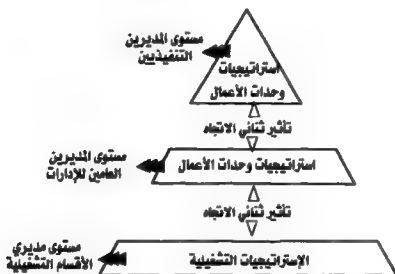 مستوى المديرين
التنفيذيين
استراتيجيات
وحدات الأعمال
تأثير ثنائي الاتجاه
مستوى المديرين
العامين للإدارات
استراتيجيات وحدات الأعمال
تأثير ثنائي الاتجاه
مستوى مديري
الأقسام التشغيلية
الإستراتيجيات التشغيلية